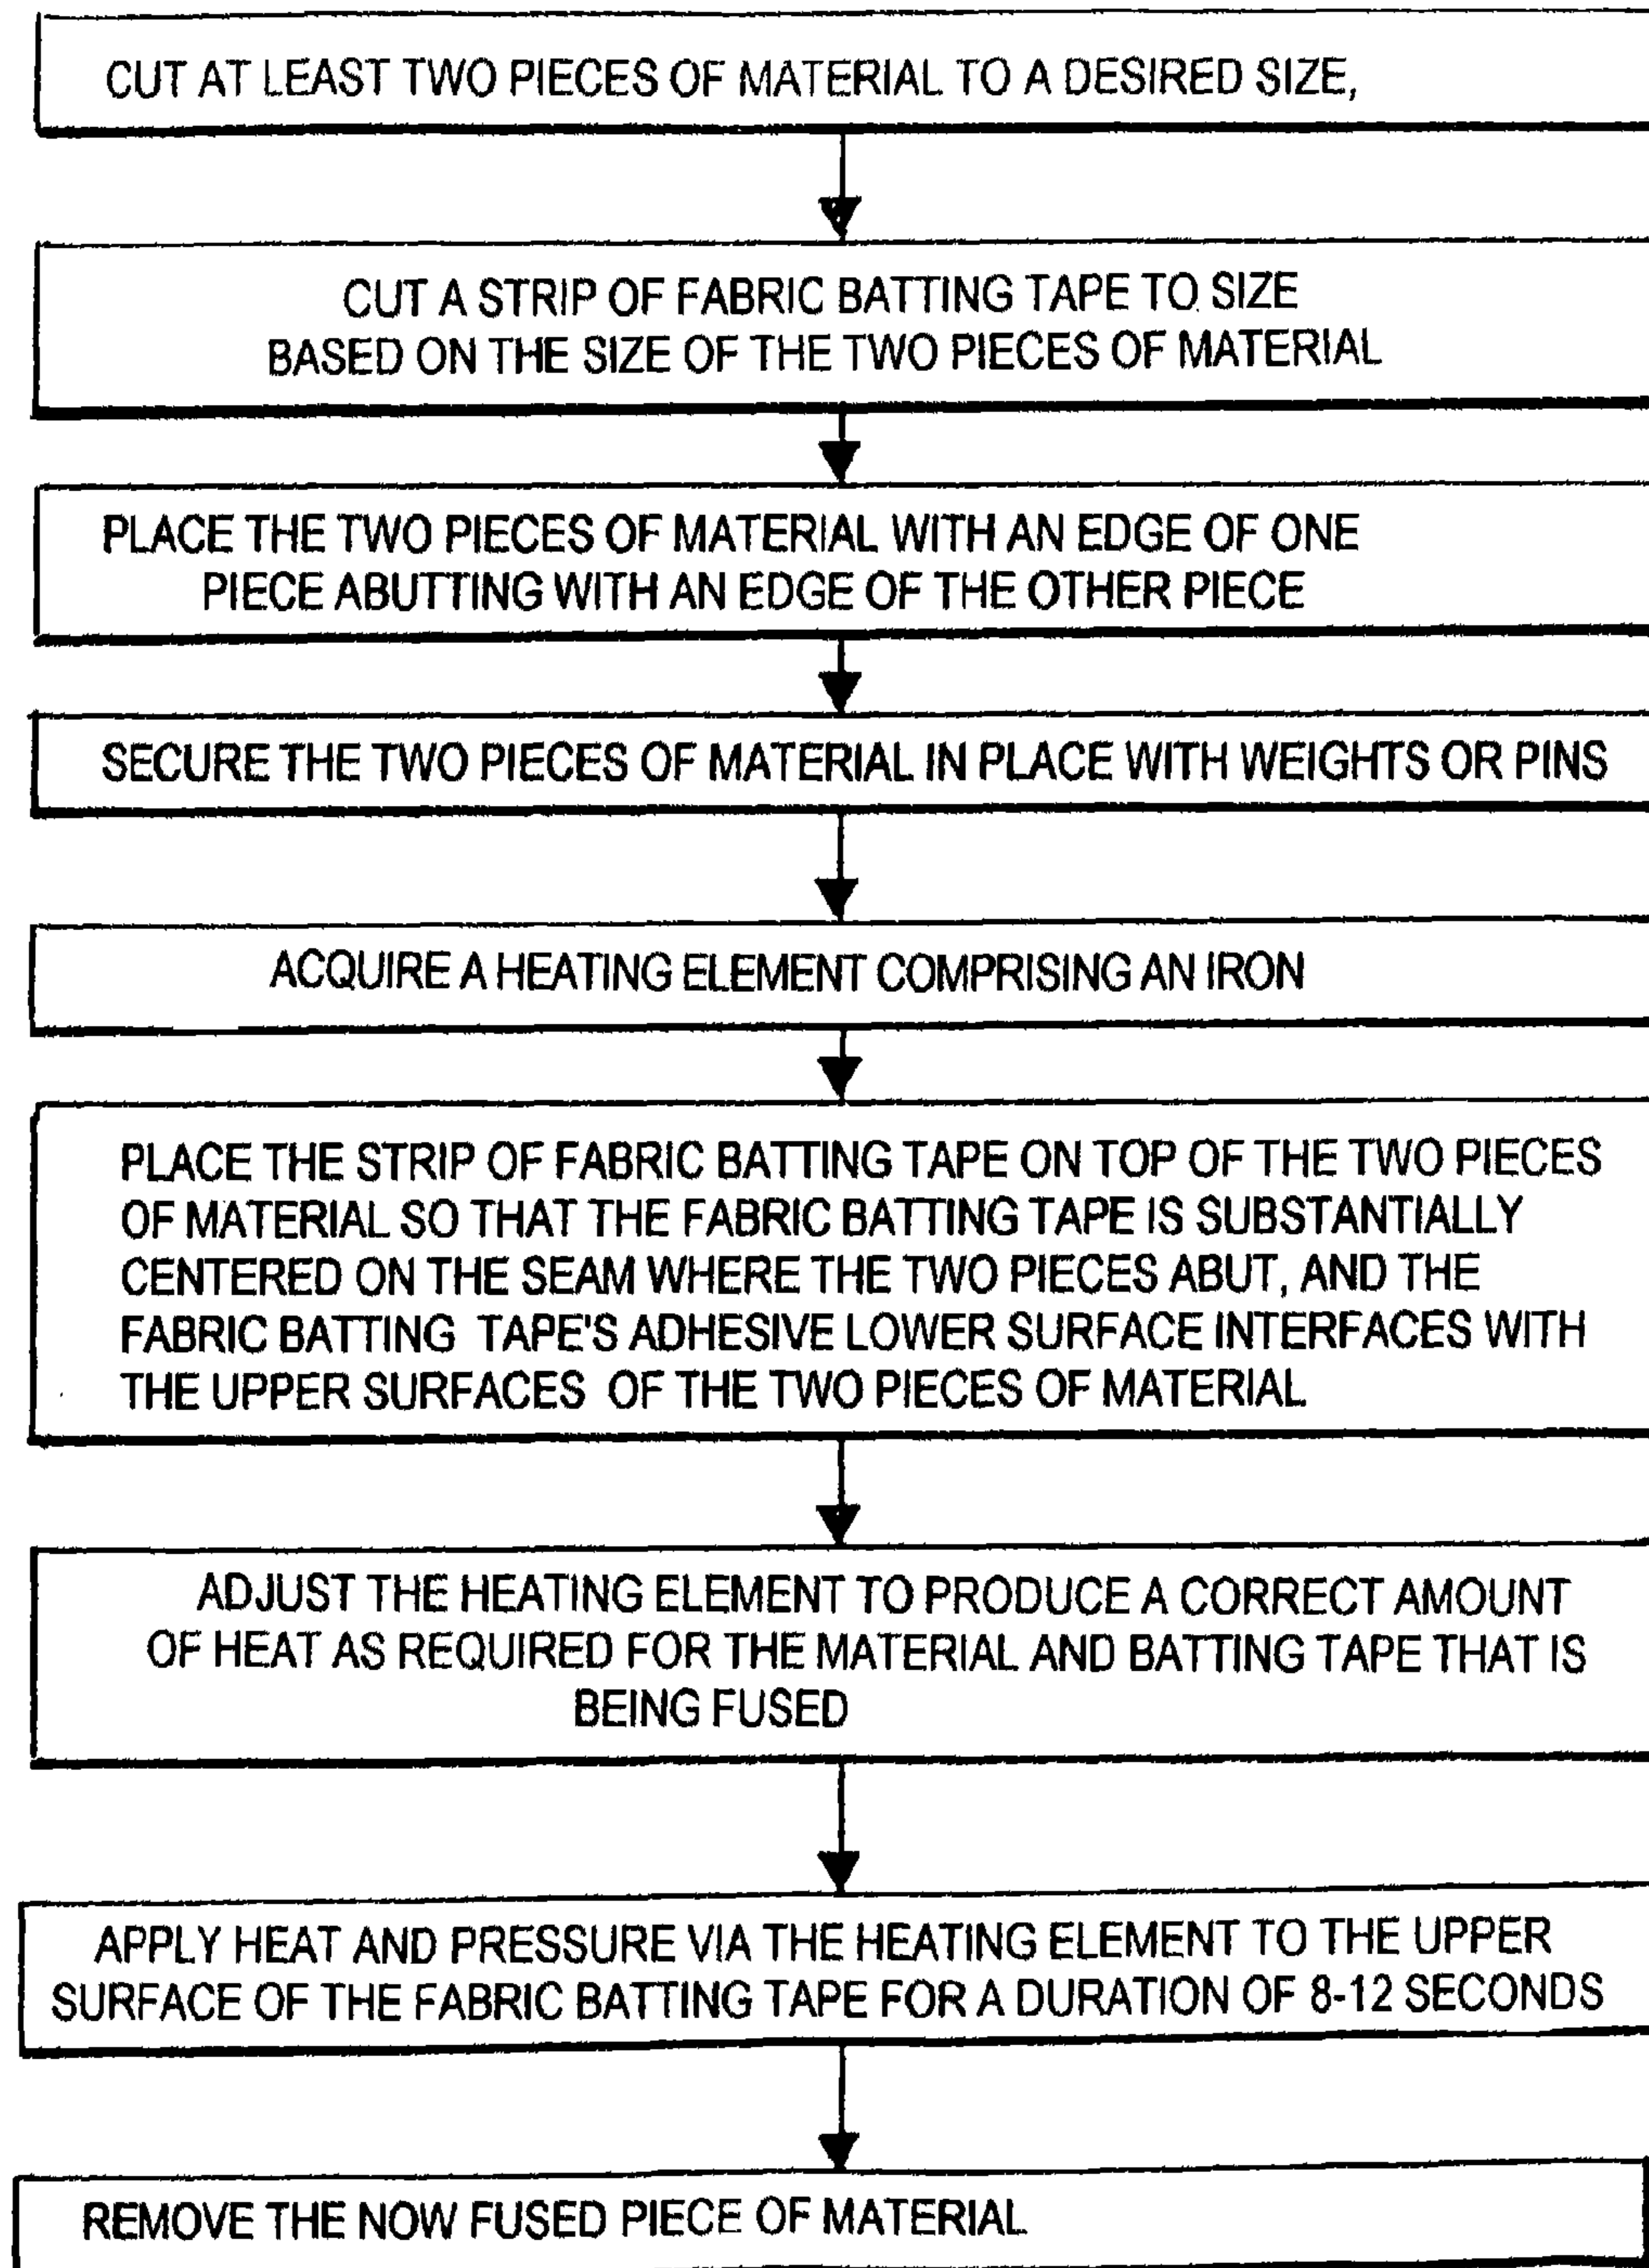 CUT AT LEAST TWO PIECES OF MATERIAL TO A DESIRED SIZE,
CUT A STRIP OF FABRIC BATTING TAPE TO SIZE
BASED ON THE SIZE OF THE TWO PIECES OF MATERIAL
PLACE THE TWO PIECES OF MATERIAL WITH AN EDGE OF ONE
PIECE ABUTTING WITH AN EDGE OF THE OTHER PIECE
SECURE THE TWO PIECES OF MATERIAL IN PLACE WITH WEIGHTS OR PINS
ACQUIRE A HEATING ELEMENT COMPRISING AN IRON
PLACE THE STRIP OF FABRIC BATTING TAPE ON TOP OF THE TWO PIECES
OF MATERIAL SO THAT THE FABRIC BATTING TAPE IS SUBSTANTIALLY
CENTERED ON THE SEAM WHERE THE TWO PIECES ABUT, AND THE
FABRIC BATTING TAPE'S ADHESIVE LOWER SURFACE INTERFACES WITH
THE UPPER SURFACES OF THE TWO PIECES OF MATERIAL
ADJUST THE HEATING ELEMENT TO PRODUCE A CORRECT AMOUNT
OF HEAT AS REQUIRED FOR THE MATERIAL AND BATTING TAPE THAT IS
BEING FUSED
APPLY HEAT AND PRESSURE VIA THE HEATING ELEMENT TO THE UPPER
SURFACE OF THE FABRIC BATTING TAPE FOR A DURATION OF 8-12 SECONDS
REMOVE THE NOW FUSED PIECE OF MATERIAL